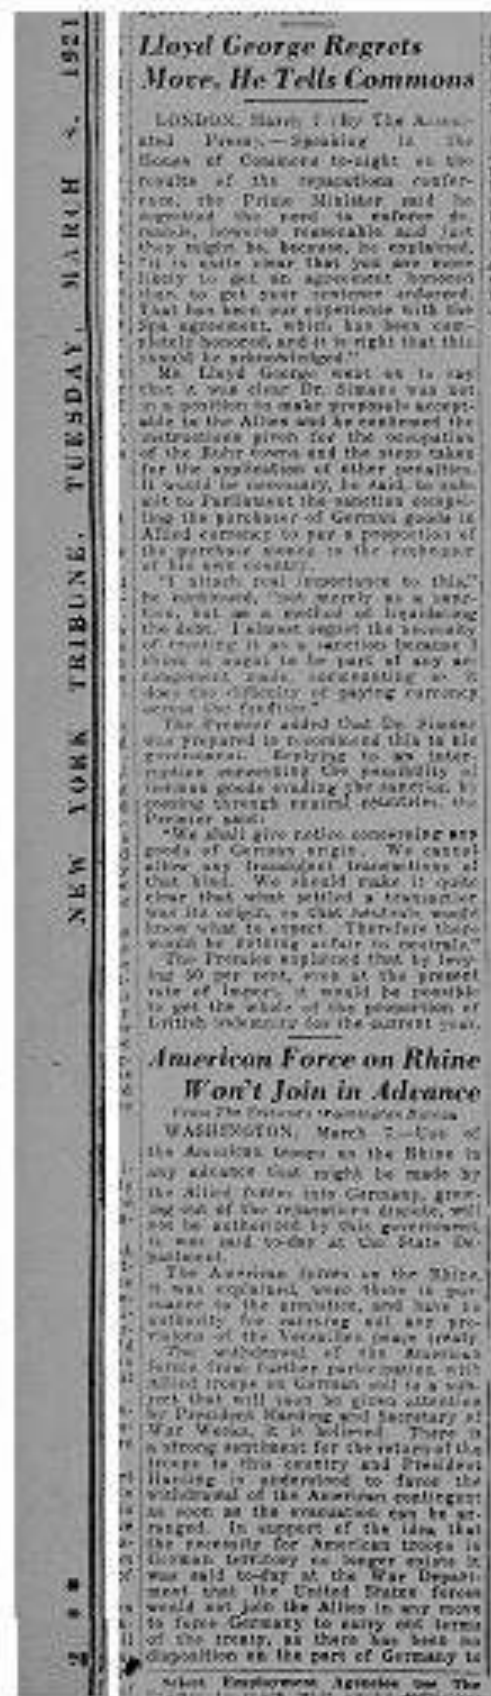 NEW YORK TRIBUNE, TUESDAY, MARCH 8, 1921
Lloyd George Regrets
Move, He Tells Commons
LONDON, March 7 (By The Associ-
ated Press).—Speaking in the
House of Commons to-night on the
results of the reparations confer-
ence, the Prime Minister said he
regretted the need to enforce de-
mands, however reasonable and just
they might be, because, he explained,
"it is quite clear that you are more
likely to get an agreement honored
than to get your sentence enforced.
That has been our experience with the
Spa agreement, which has been com-
pletely honored, and it is right that this
should be acknowledged."
Mr. Lloyd George went on to say
that it was clear Dr. Simons was not
in a position to make proposals accept-
able to the Allies and he confirmed the
instructions given for the occupation
of the Ruhr towns and the steps taken
for the application of other penalties.
It would be necessary, he said, to sub-
mit to Parliament the sanction compel-
ling the purchaser of German goods in
Allied currency to pay a proportion of
the purchase money to the exchequer
of his own country.
"I attach real importance to this,"
he continued, "not merely as a sanc-
tion, but as a method of liquidating
the debt. I almost regret the necessity
of treating it as a sanction because I
think it ought to be part of any ar-
rangement made, as it
does the difficulty of paying currency
across the frontier."
The Premier added that Dr. Simons
was prepared to recommend this to his
government. Replying to an inter-
ruption concerning the possibility of
German goods evading the sanction by
coming through neutral countries, the
Premier said:
"We shall give notice concerning any
goods of German origin. We cannot
allow any fraudulent transactions of
that kind. We should make it quite
clear that what settled a transaction
was its origin, so that neutrals would
know what to expect. Therefore there
would be nothing unfair to neutrals."
The Premier explained that by levy-
ing 50 per cent, even at the present
rate of import, it would be possible
to get the whole of the proportion of
British indemnity for the current year.
American Force on Rhine
Won't Join in Advance
From The Tribune's Washington Bureau
WASHINGTON, March 7.—Use of
the American troops on the Rhine in
any advance that might be made by
the Allied forces into Germany, grow-
ing out of the reparations dispute, will
not be authorized by this government,
it was said to-day at the State De-
partment.
The American forces on the Rhine,
it was explained, were there in pur-
suance to the armistice, and have no
authority for carrying out any pro-
visions of the Versailles peace treaty.
The withdrawal of the American
forces from further participation with
Allied troops on German soil is a sub-
ject that will soon be given attention
by President Harding and Secretary of
War Weeks, it is believed. There is
a strong sentiment for the return of the
troops to this country and President
Harding is understood to favor the
withdrawal of the American contingent
as soon as the evacuation can be ar-
ranged. In support of the idea that
the necessity for American troops in
German territory no longer exists it
was said to-day at the War Depart-
ment that the United States forces
would not join the Allies in any move
to force Germany to carry out terms
of the treaty, as there has been no
disposition on the part of Germany to
Select Employment Agencies use The